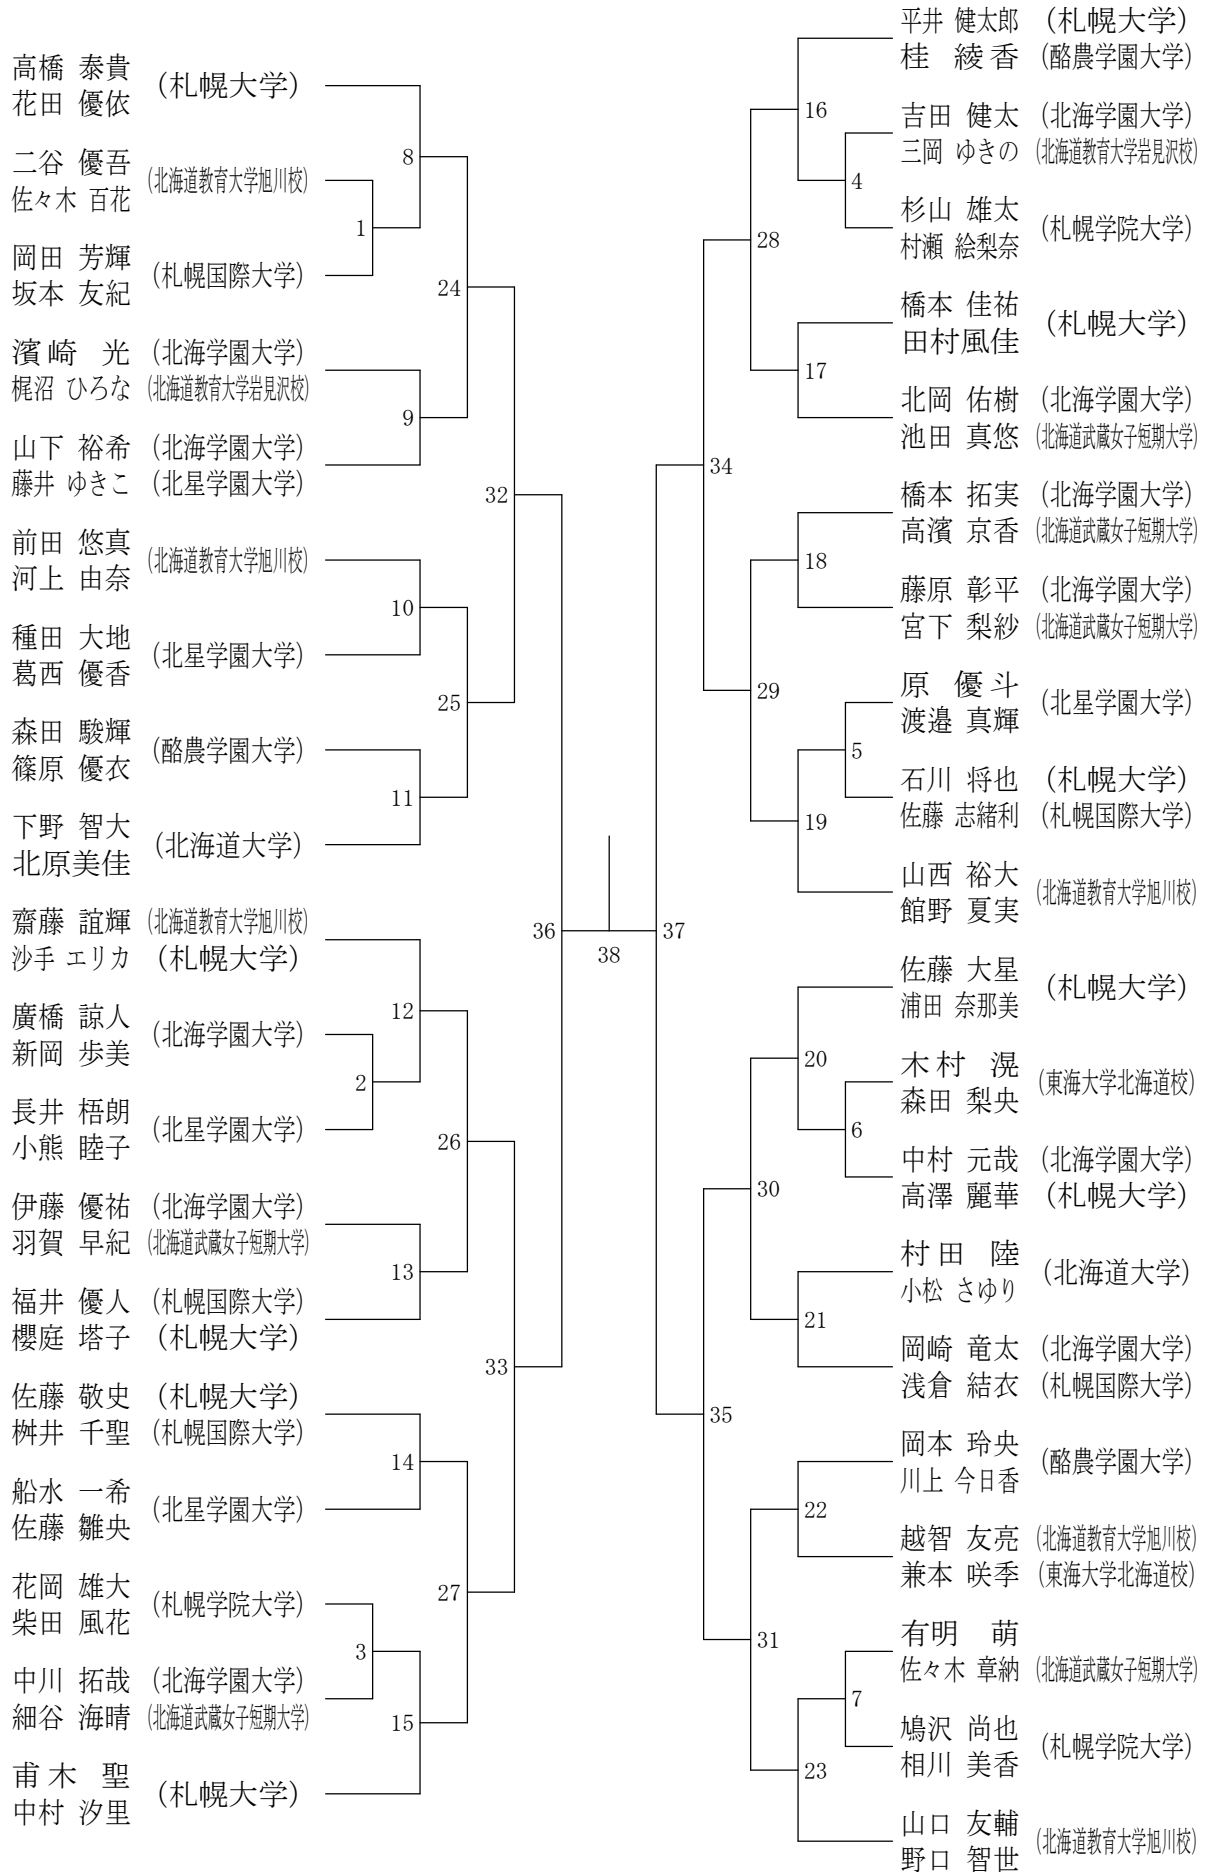 高橋 泰貴 (札幌大学)
花田 優依
二谷 優吾 (北海道教育大学旭川校)
佐々木 百花
岡田 芳輝 (札幌国際大学)
坂本 友紀
濱崎 光 (北海学園大学)
梶沼 ひろな (北海道教育大学岩見沢校)
山下 裕希 (北海学園大学)
藤井 ゆきこ (北星学園大学)
前田 悠真 (北海道教育大学旭川校)
河上 由奈
種田 大地 (北星学園大学)
葛西 優香
森田 駿輝 (酪農学園大学)
篠原 優衣
下野 智大 (北海道大学)
北原美佳
齋藤 誼輝 (北海道教育大学旭川校)
沙手 エリカ (札幌大学)
廣橋 諒人 (北海学園大学)
新岡 歩美
長井 梧朗 (北星学園大学)
小熊 睦子
伊藤 優祐 (北海学園大学)
羽賀 早紀 (北海道武蔵女子短期大学)
福井 優人 (札幌国際大学)
櫻庭 塔子 (札幌大学)
佐藤 敬史 (札幌大学)
桝井 千聖 (札幌国際大学)
船水 一希 (北星学園大学)
佐藤 雛央
花岡 雄大 (札幌学院大学)
柴田 風花
中川 拓哉 (北海学園大学)
細谷 海晴 (北海道武蔵女子短期大学)
甫木 聖 (札幌大学)
中村 汐里
1
2
3
8
9
10
11
12
13
14
15
24
25
26
27
32
33
36
38
37
34
35
28
29
30
31
16
17
18
19
20
21
22
23
4
5
6
7
平井 健太郎 (札幌大学)
桂 綾香 (酪農学園大学)
吉田 健太 (北海学園大学)
三岡 ゆきの (北海道教育大学岩見沢校)
杉山 雄太 (札幌学院大学)
村瀬 絵梨奈
橋本 佳祐 (札幌大学)
田村風佳
北岡 佑樹 (北海学園大学)
池田 真悠 (北海道武蔵女子短期大学)
橋本 拓実 (北海学園大学)
高濱 京香 (北海道武蔵女子短期大学)
藤原 彰平 (北海学園大学)
宮下 梨紗 (北海道武蔵女子短期大学)
原 優斗 (北星学園大学)
渡邉 真輝
石川 将也 (札幌大学)
佐藤 志緒利 (札幌国際大学)
山西 裕大 (北海道教育大学旭川校)
館野 夏実
佐藤 大星 (札幌大学)
浦田 奈那美
木村 滉 (東海大学北海道校)
森田 梨央
中村 元哉 (北海学園大学)
高澤 麗華 (札幌大学)
村田 陸 (北海道大学)
小松 さゆり
岡崎 竜太 (北海学園大学)
浅倉 結衣 (札幌国際大学)
岡本 玲央 (酪農学園大学)
川上 今日香
越智 友亮 (北海道教育大学旭川校)
兼本 咲季 (東海大学北海道校)
有明 萌
佐々木 章納 (北海道武蔵女子短期大学)
鳩沢 尚也 (札幌学院大学)
相川 美香
山口 友輔 (北海道教育大学旭川校)
野口 智世